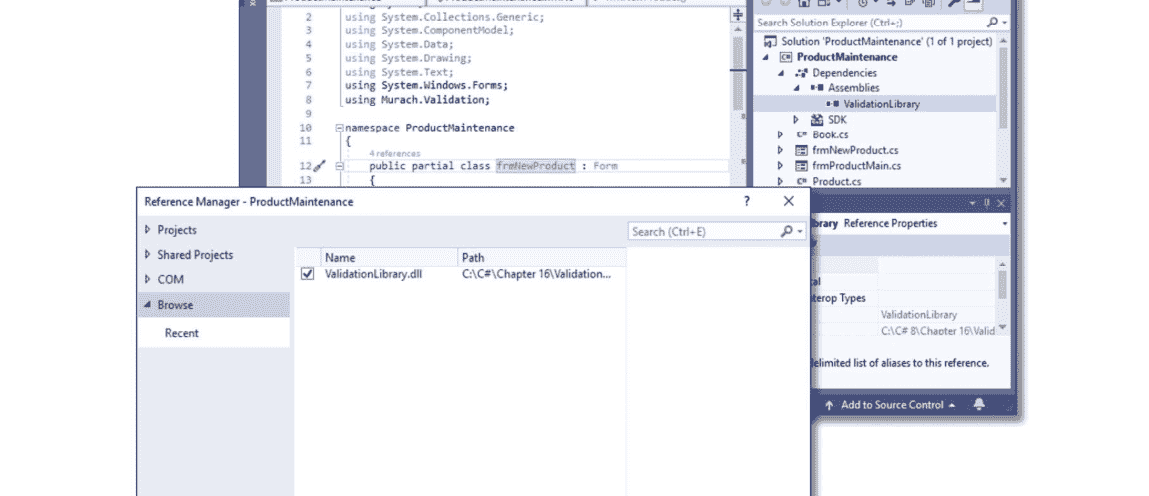 2 using System.Collections.Generic;
3 using System.ComponentModel;
4 using System.Data;
5 using System.Drawing;
6 using System.Text;
7 using System.Windows.Forms;
8 using Murach.Validation;
9
10 namespace ProductMaintenance
11 {
4 references
12 public partial class frmNewProduct : Form
13 {
Search Solution Explorer (Ctrl+;)
Solution 'ProductMaintenance' (1 of 1 project)
C# ProductMaintenance
Dependencies
Assemblies
ValidationLibrary
SDK
C# Book.cs
frmNewProduct.cs
frmProductMain.cs
C# Product.cs
Reference Properties
ValidationLibrary
C:\C# 8\Chapter 16\Valid
delimited list of aliases to this reference.
Add to Source Control
Reference Manager - ProductMaintenance
?
Projects
Shared Projects
COM
Browse
Recent
Search (Ctrl+E)
Name Path
ValidationLibrary.dll C:\C#\Chapter 16\Validation...